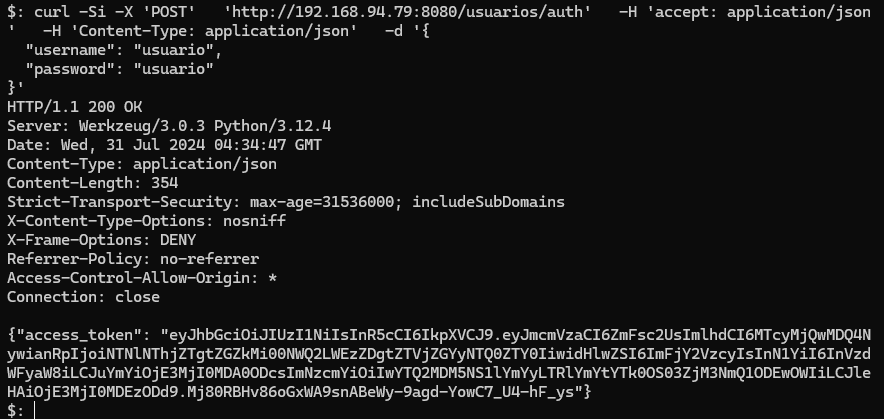 $: curl -Si -X 'POST'   'http://192.168.94.79:8080/usuarios/auth'   -H 'accept: application/json
'   -H 'Content-Type: application/json'   -d '{
  "username": "usuario",
  "password": "usuario"
}'
HTTP/1.1 200 OK
Server: Werkzeug/3.0.3 Python/3.12.4
Date: Wed, 31 Jul 2024 04:34:47 GMT
Content-Type: application/json
Content-Length: 354
Strict-Transport-Security: max-age=31536000; includeSubDomains
X-Content-Type-Options: nosniff
X-Frame-Options: DENY
Referrer-Policy: no-referrer
Access-Control-Allow-Origin: *
Connection: close

{"access_token": "eyJhbGciOiJIUzI1NiIsInR5cCI6IkpXVCJ9.eyJmcmVzaCI6ZmFsc2UsImlhdCI6MTcyMjQwMDQ4N
ywianRpIjoiNTNlNThjZTgtZGZkMi00NWQ2LWEzZDgtZTVjZGYyNTQ0ZTY0IiwidHlwZSI6ImFjY2VzcyIsInN1YiI6InVzd
WFyaW8iLCJuYmYiOjE3MjI0MDA0ODcsImNzcmYiOiIwYTQ2MDM5NS1lYmYyLTRlYmYtYTk0OS03ZjM3NmQ1ODEwOWIiLCJle
HAiOjE3MjI0MDEzODd9.Mj80RBHv86oGxWA9snABeWy-9agd-YowC7_U4-hF_ys"}
$: